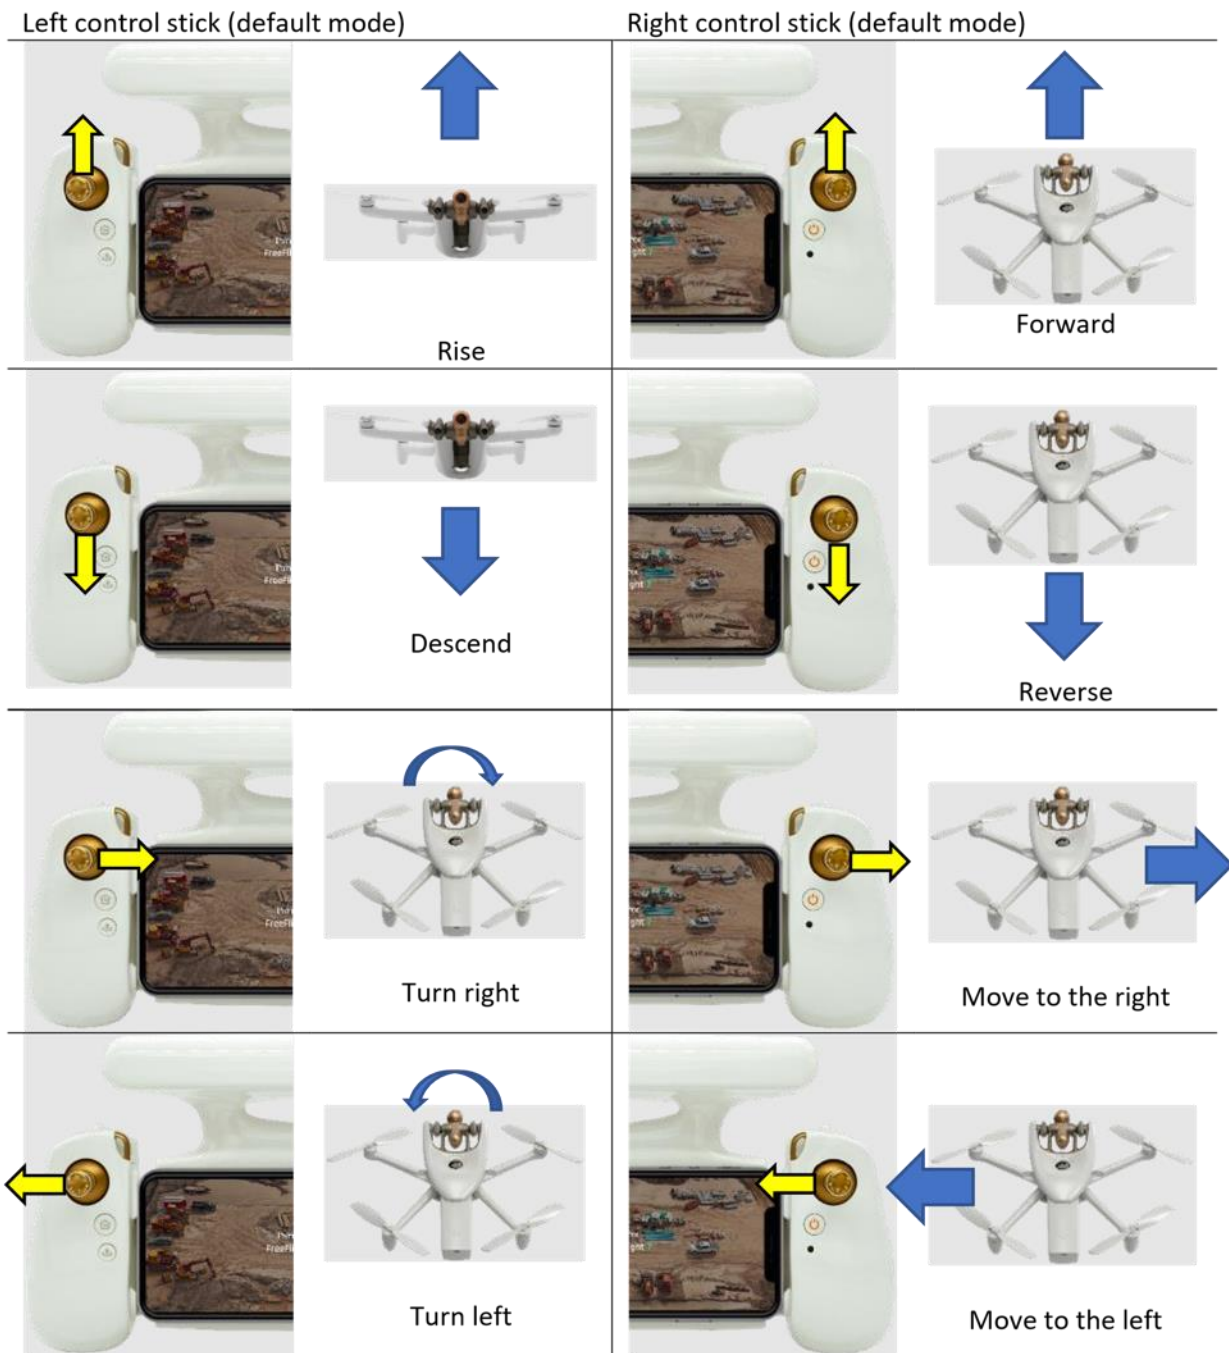 Left control stick (default mode)
Right control stick (default mode)
Rise
Forward
Descend
Reverse
Turn right
Move to the right
Turn left
Move to the left